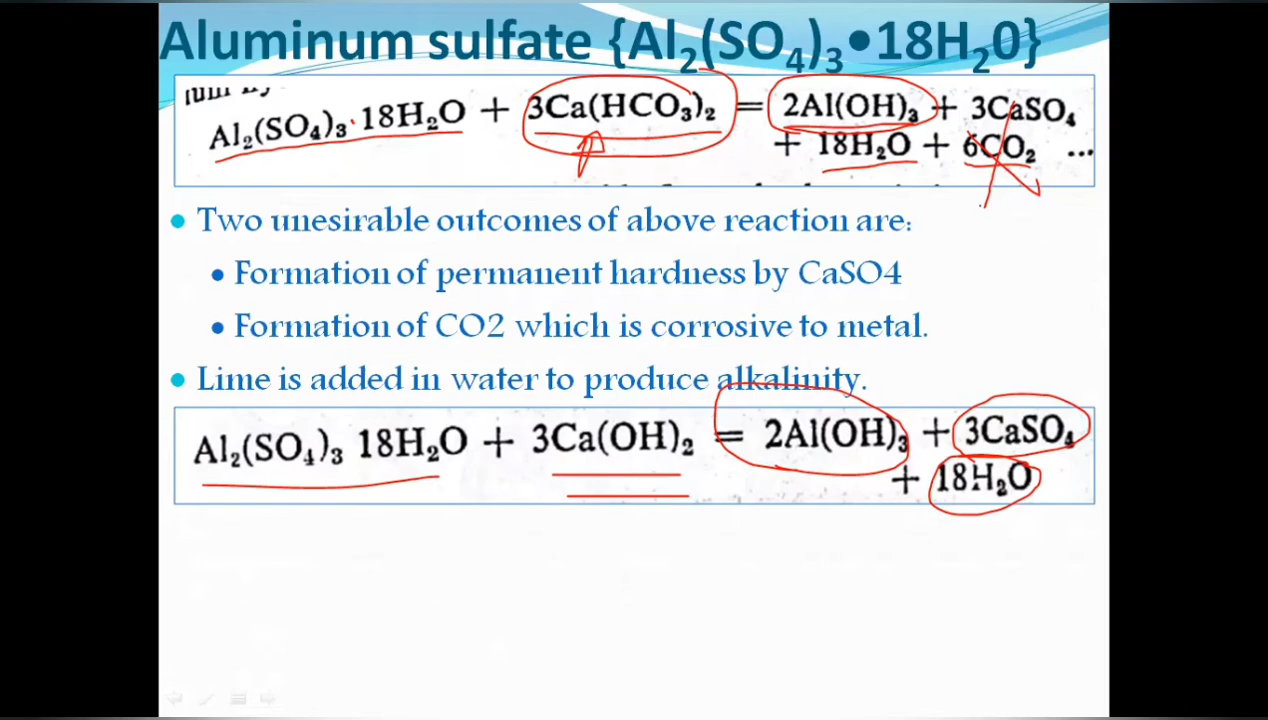 Aluminum sulfate {Al₂(SO₄)₃•18H₂0}
Al₂(SO₄)₃·18H₂O + 3Ca(HCO₃)₂ = 2Al(OH)₃ + 3CaSO₄
+ 18H₂O + 6CO₂ ...
• Two unesirable outcomes of above reaction are:
• Formation of permanent hardness by CaSO4
• Formation of CO2 which is corrosive to metal.
• Lime is added in water to produce alkalinity.
Al₂(SO₄)₃ 18H₂O + 3Ca(OH)₂ = 2Al(OH)₃ + 3CaSO₄
+ 18H₂O